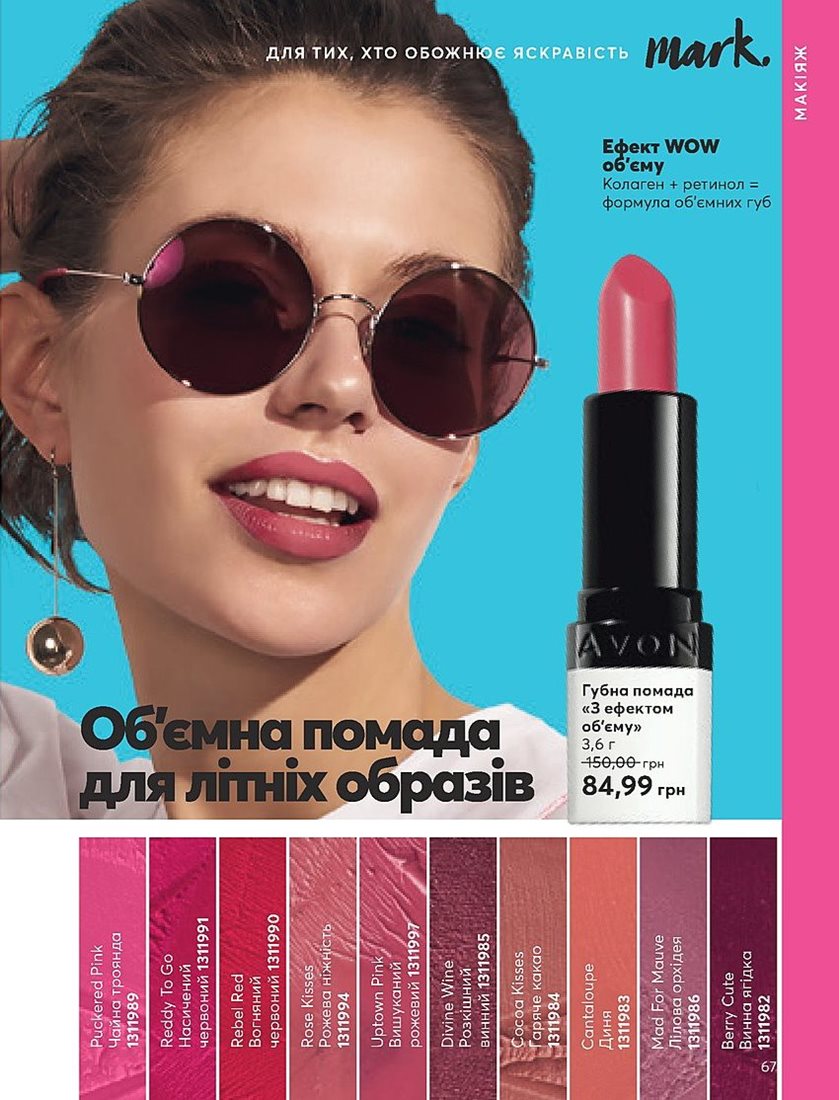 ДЛЯ ТИХ, ХТО ОБОЖНЮЄ ЯСКРАВІСТЬ
mark.
МАКІЯЖ
Ефект WOW
об'єму
Колаген + ретинол =
формула об'ємних губ
AVON
Губна помада
«З ефектом
об'єму»
3,6 г
150,00 грн
84,99 грн
Об'ємна помада
для літніх образів
Puckered Pink
Чайна троянда
1311989
Reddy To Go
Насичений
червоний 1311991
Rebel Red
Вогняний
червоний 1311990
Rose Kisses
Рожева ніжність
1311994
Uptown Pink
Вишуканий
рожевий 1311997
Divine Wine
Розкішний
винний 1311985
Cocoa Kisses
Гаряче какао
1311984
Cantaloupe
Диня
1311983
Mad For Mauve
Лілова орхідея
1311986
Berry Cute
Винна ягідка
1311982
67